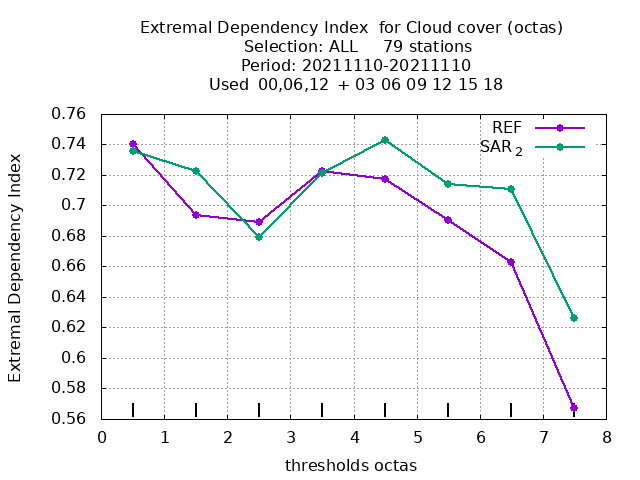 Extremal Dependency Index  for Cloud cover (octas)
Selection: ALL     79 stations
Period: 20211110-20211110
Used  00,06,12  + 03 06 09 12 15 18
REF
SAR 2
0.76
0.74
0.72
0.7
0.68
0.66
0.64
0.62
0.6
0.58
0.56
Extremal Dependency Index
0 1 2 3 4 5 6 7 8
thresholds octas